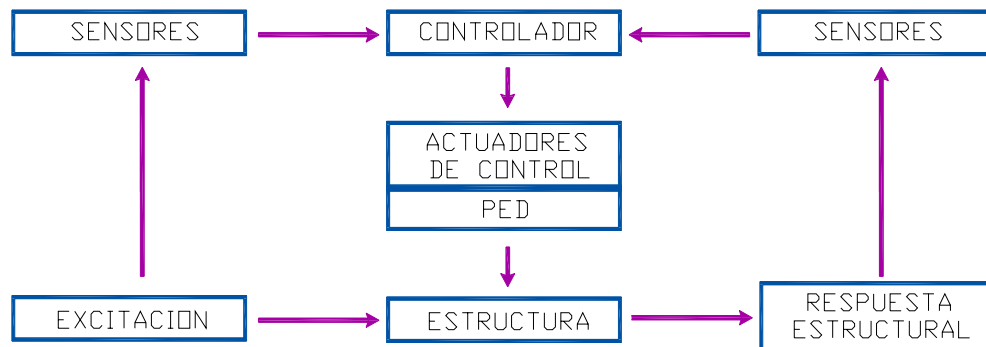 SENSORES
CONTROLADOR
SENSORES
ACTUADORES
DE CONTROL
PED
EXCITACION
ESTRUCTURA
RESPUESTA
ESTRUCTURAL